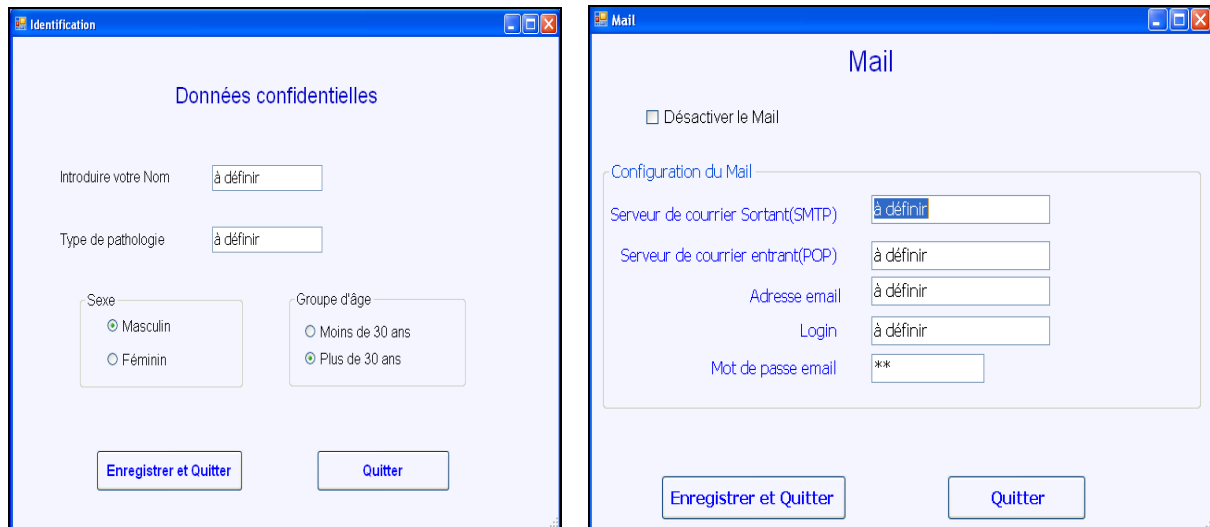 Identification
Données confidentielles
Introduire votre Nom à définir
Type de pathologie à définir
Sexe
Masculin
Féminin
Groupe d'âge
Moins de 30 ans
Plus de 30 ans
Enregistrer et Quitter
Quitter
Mail
Mail
Désactiver le Mail
Configuration du Mail
Serveur de courrier Sortant(SMTP) à définir
Serveur de courrier entrant(POP) à définir
Adresse email à définir
Login à définir
Mot de passe email **
Enregistrer et Quitter
Quitter